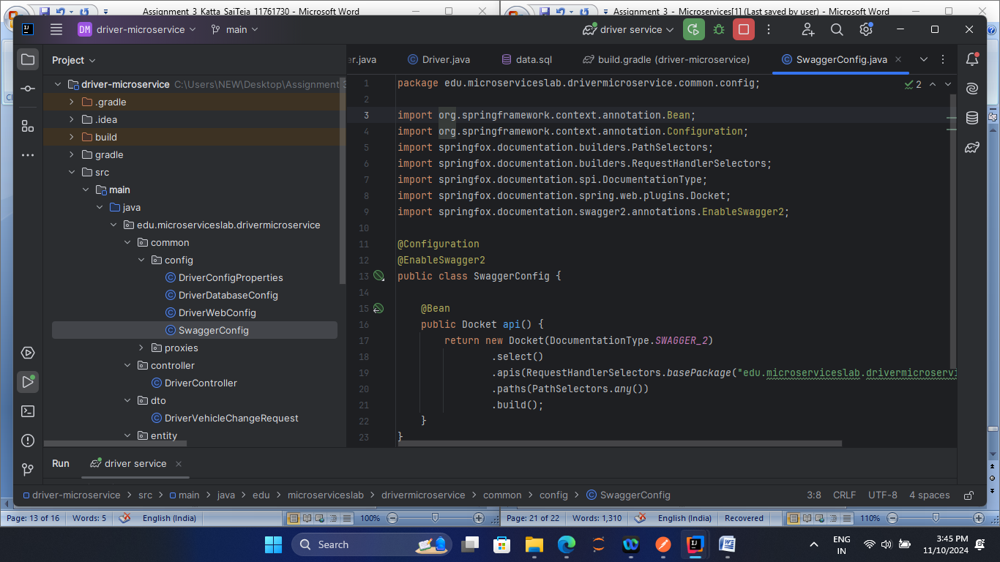 Assignment_3_Katta_SaiTeja_11761730 - Microsoft Word
Assignment_3_-_Microservices[1] (Last saved by user) - Microsoft Word
DM driver-microservice
main
driver service
Project
er.java
Driver.java
data.sql
build.gradle (driver-microservice)
SwaggerConfig.java
driver-microservice C:\Users\NEW\Desktop\Assignment 3
.gradle
.idea
build
gradle
src
main
java
edu.microserviceslab.drivermicroservice
common
config
DriverConfigProperties
DriverDatabaseConfig
DriverWebConfig
SwaggerConfig
proxies
controller
DriverController
dto
DriverVehicleChangeRequest
entity
2
1 package edu.microserviceslab.drivermicroservice.common.config;
2
3 import org.springframework.context.annotation.Bean;
4 import org.springframework.context.annotation.Configuration;
5 import springfox.documentation.builders.PathSelectors;
6 import springfox.documentation.builders.RequestHandlerSelectors;
7 import springfox.documentation.spi.DocumentationType;
8 import springfox.documentation.spring.web.plugins.Docket;
9 import springfox.documentation.swagger2.annotations.EnableSwagger2;
10
11 @Configuration
12 @EnableSwagger2
13 public class SwaggerConfig {
14
15 @Bean
16 public Docket api() {
17 return new Docket(DocumentationType.SWAGGER_2)
18 .select()
19 .apis(RequestHandlerSelectors.basePackage("edu.microserviceslab.drivermicroservi
20 .paths(PathSelectors.any())
21 .build();
22 }
23 }
Run
driver service
driver-microservice > src > main > java > edu > microserviceslab > drivermicroservice > common > config > SwaggerConfig
3:8 CRLF UTF-8 4 spaces
Page: 13 of 16 Words: 5 English (India) 100%
Page: 21 of 22 Words: 1,310 English (India) Recovered 110%
Search
ENG
IN
3:45 PM
11/10/2024